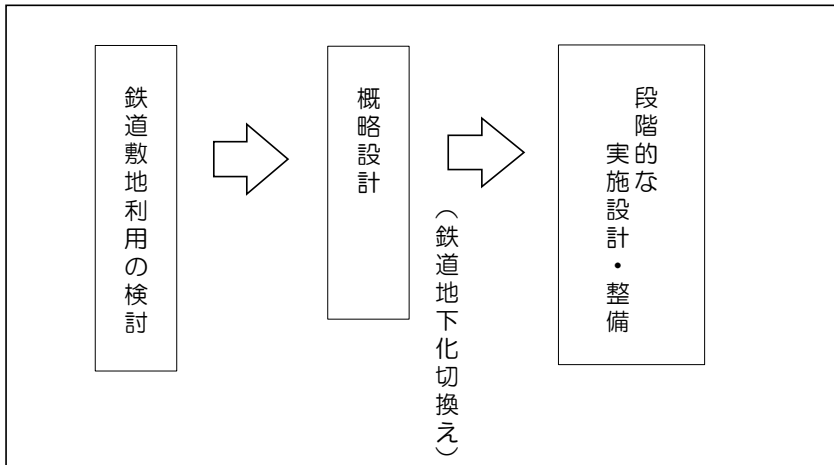 鉄道敷地利用の検討
概略設計
（鉄道地下化切換え）
段階的な
実施設計・整備